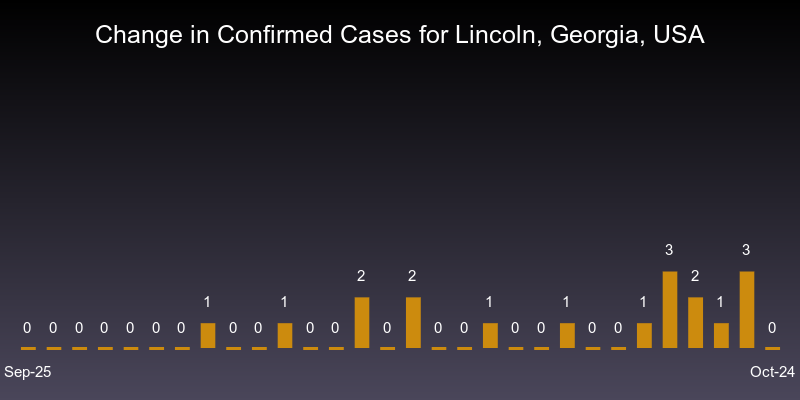 Change in Confirmed Cases for Lincoln, Georgia, USA
0 0 0 0 0 0 0 1 0 0 1 0 0 2 0 2 0 0 1 0 0 1 0 0 1 3 2 1 3 0
Sep-25 Oct-24